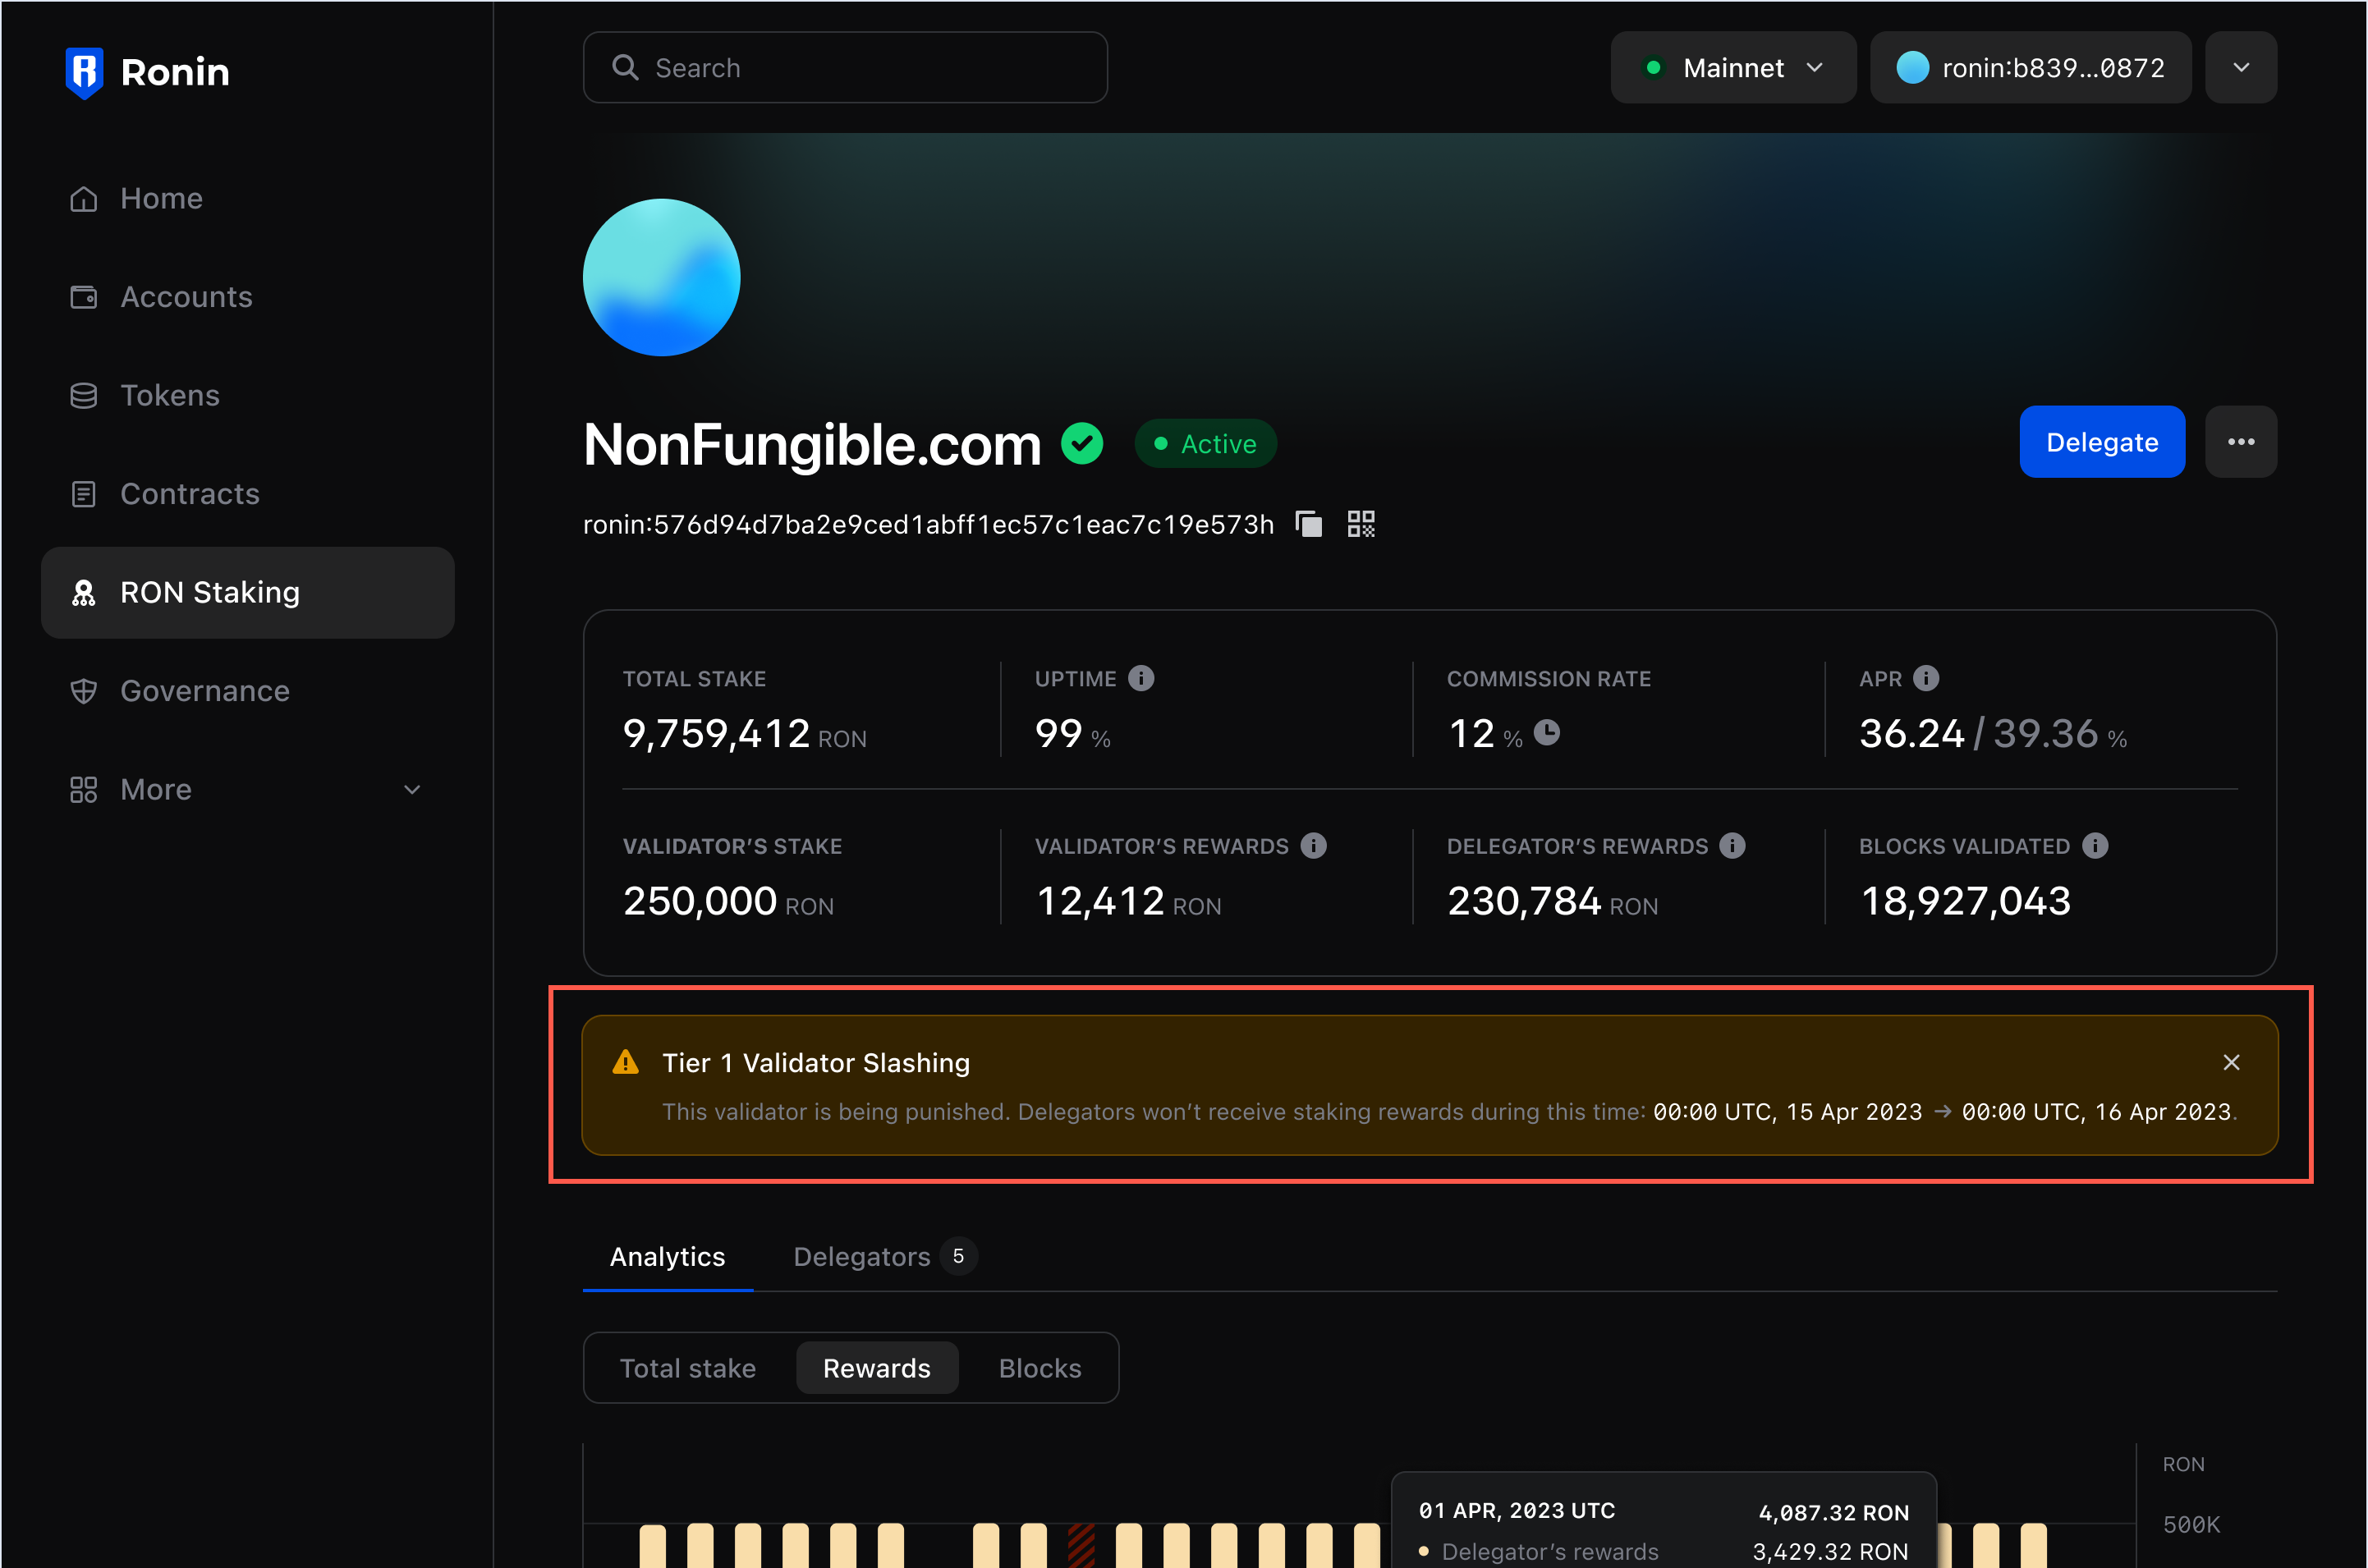 Ronin
Home
Accounts
Tokens
Contracts
RON Staking
Governance
More
Search
Mainnet
ronin:b839...0872
NonFungible.com
Active
Delegate
ronin:576d94d7ba2e9ced1abff1ec57c1eac7c19e573h
TOTAL STAKE
9,759,412 RON
UPTIME
99 %
COMMISSION RATE
12 %
APR
36.24 / 39.36 %
VALIDATOR’S STAKE
250,000 RON
VALIDATOR’S REWARDS
12,412 RON
DELEGATOR’S REWARDS
230,784 RON
BLOCKS VALIDATED
18,927,043
Tier 1 Validator Slashing
This validator is being punished. Delegators won’t receive staking rewards during this time: 00:00 UTC, 15 Apr 2023 → 00:00 UTC, 16 Apr 2023.
Analytics
Delegators 5
Total stake
Rewards
Blocks
RON
500K
01 APR, 2023 UTC 4,087.32 RON
Delegator’s rewards 3,429.32 RON